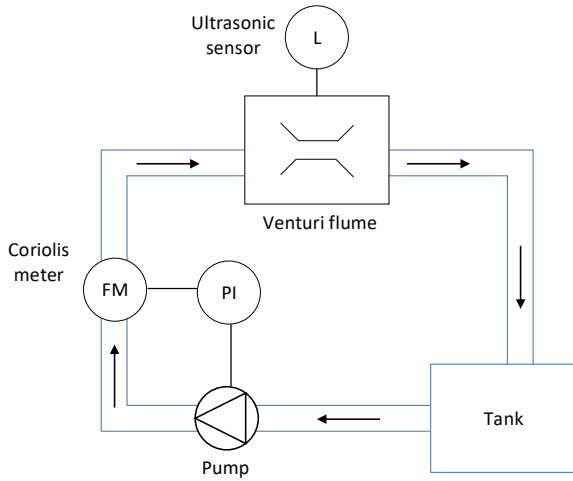 Ultrasonic
sensor
L
Venturi flume
Coriolis
meter
FM
PI
Tank
Pump